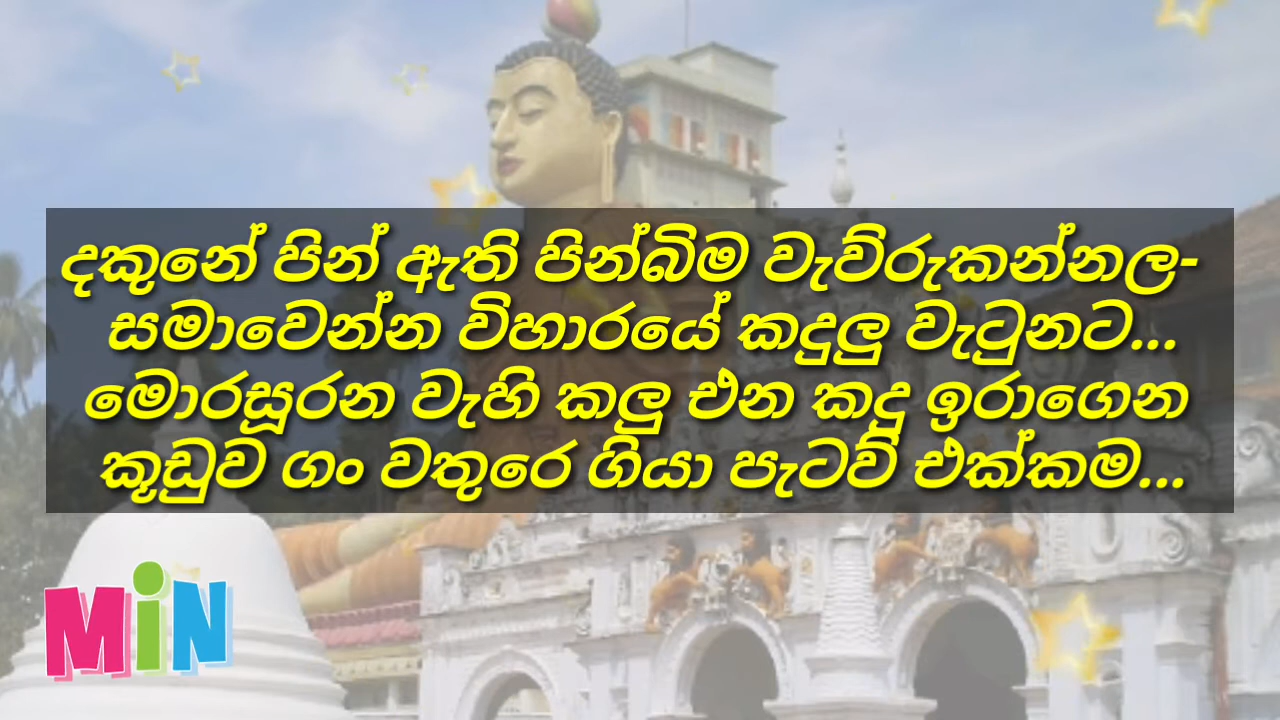 දකුනේ පින් ඇති පින්බිම වැව්රුකන්නල-
සමාවෙන්න විහාරයේ කදුලු වැටුනට...
මොරසූරන වැහි කලු එන කදු ඉරාගෙන
කූඩුව ගං වතුරෙ ගියා පැටව් එක්කම...
MiN